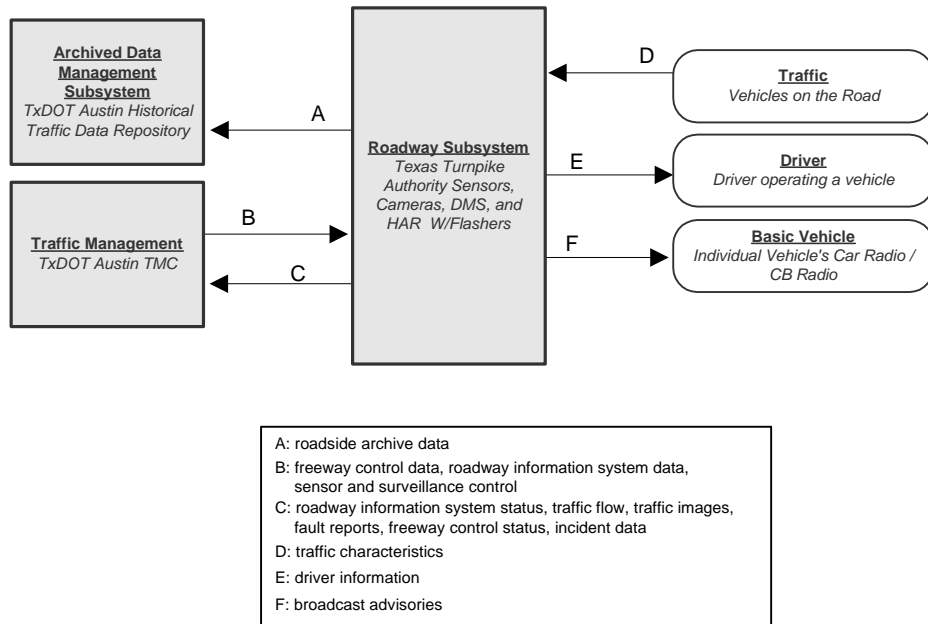 Archived Data
Management
Subsystem
TxDOT Austin Historical
Traffic Data Repository
A
Traffic Management
TxDOT Austin TMC
B
C
Roadway Subsystem
Texas Turnpike
Authority Sensors,
Cameras, DMS, and
HAR W/Flashers
D
Traffic
Vehicles on the Road
E
Driver
Driver operating a vehicle
F
Basic Vehicle
Individual Vehicle's Car Radio /
CB Radio
A: roadside archive data
B: freeway control data, roadway information system data,
sensor and surveillance control
C: roadway information system status, traffic flow, traffic images,
fault reports, freeway control status, incident data
D: traffic characteristics
E: driver information
F: broadcast advisories